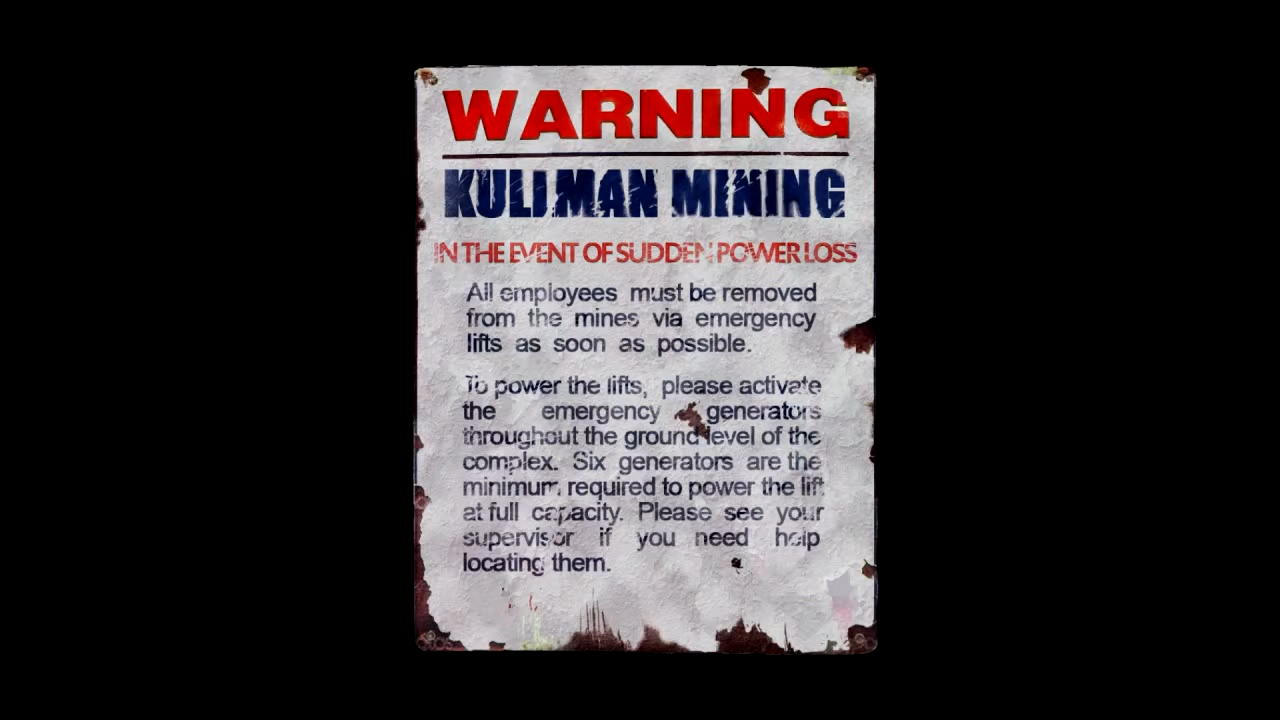 WARNING
KULLMAN MINING
IN THE EVENT OF SUDDEN POWER LOSS
All employees must be removed
from the mines via emergency
lifts as soon as possible.
To power the lifts, please activate
the emergency generators
throughout the ground level of the
complex. Six generators are the
minimum required to power the lift
at full capacity. Please see your
supervisor if you need help
locating them.